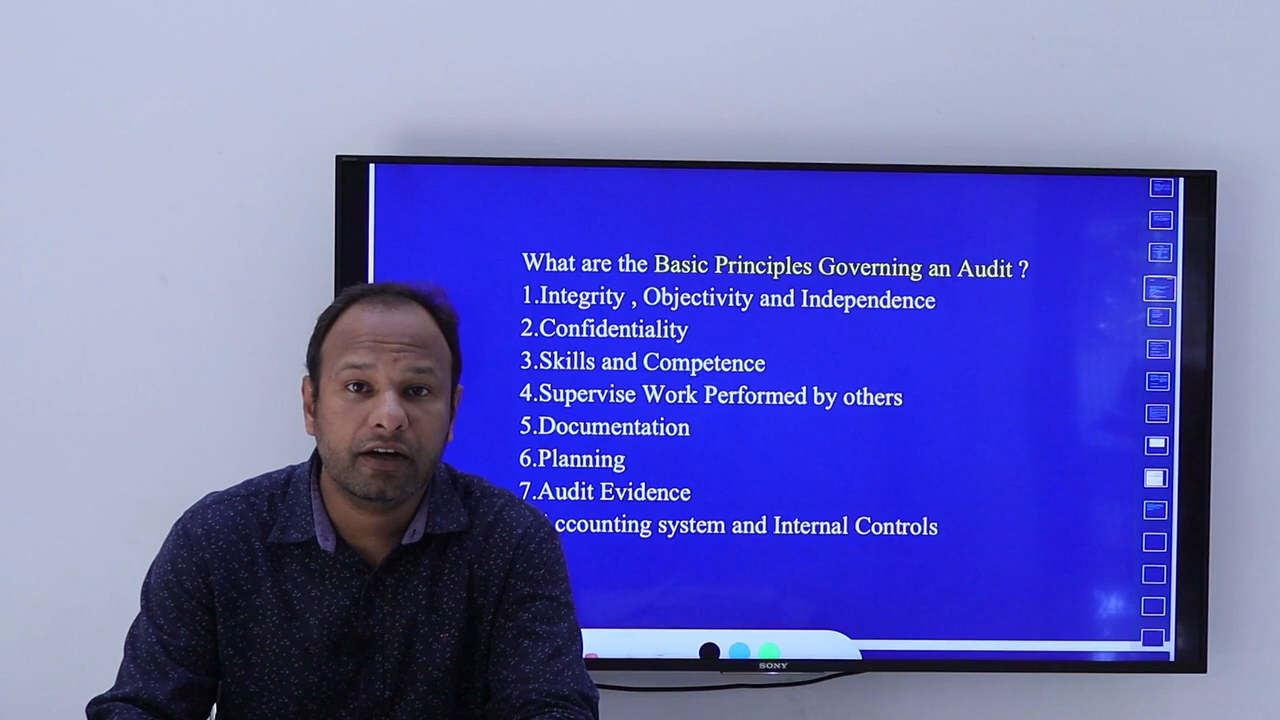 What are the Basic Principles Governing an Audit ?
1.Integrity , Objectivity and Independence
2.Confidentiality
3.Skills and Competence
4.Supervise Work Performed by others
5.Documentation
6.Planning
7.Audit Evidence
ccounting system and Internal Controls
SONY